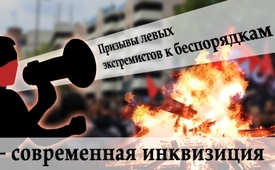 Призывы левых
экстремистов к беспорядкам
- современная инквизиция